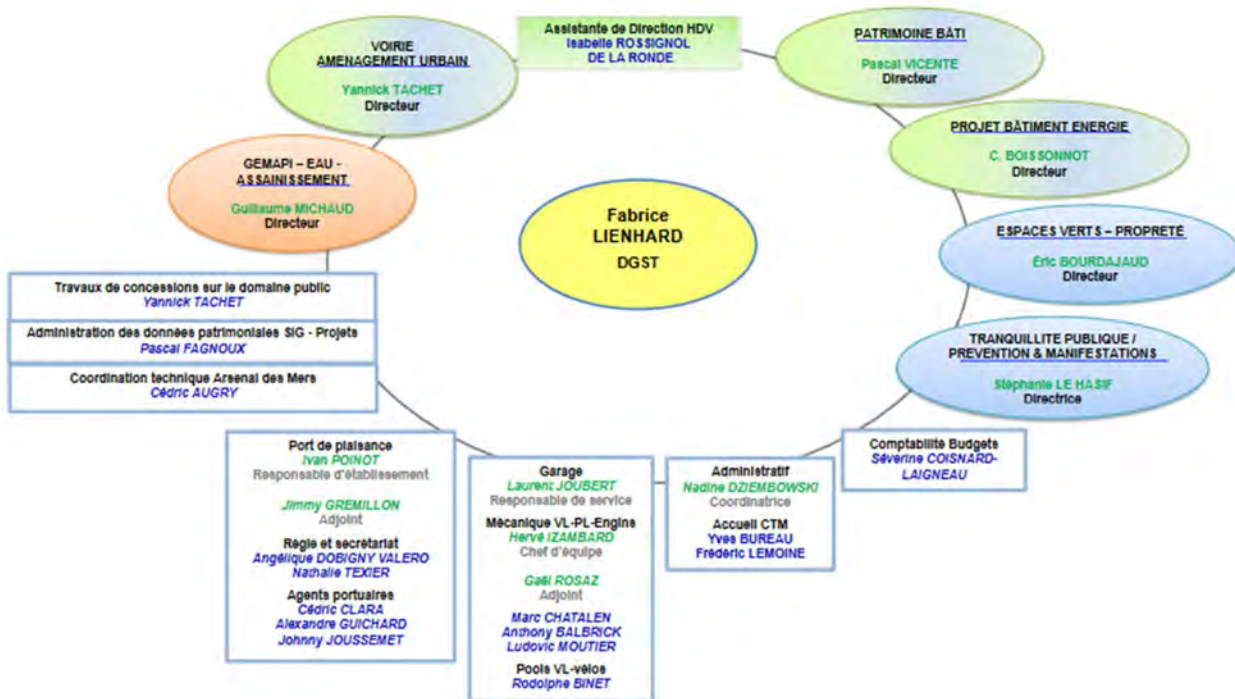 Assistante de Direction HDV
Isabelle ROSSIGNOL
DE LA RONDE
VOIRIE
AMENAGEMENT URBAIN
Yannick TACHET
Directeur
PATRIMOINE BÂTI
Pascal VICENTE
Directeur
PROJET BÂTIMENT ENERGIE
C. BOISSONNOT
Directeur
GEMAPI – EAU -
ASSAINISSEMENT
Guillaume MICHAUD
Directeur
Fabrice
LIENHARD
DGST
ESPACES VERTS – PROPRETÉ
Éric BOURDAJAUD
Directeur
Travaux de concessions sur le domaine public
Yannick TACHET
Administration des données patrimoniales SIG - Projets
Pascal FAGNOUX
Coordination technique Arsenal des Mers
Cédric AUGRY
TRANQUILLITE PUBLIQUE /
PREVENTION & MANIFESTATIONS
Stéphanie LE HASIF
Directrice
Port de plaisance
Ivan POINOT
Responsable d'établissement
Jimmy GREMILLON
Adjoint
Régie et secrétariat
Angélique DOBIGNY VALERO
Nathalie TEXIER
Agents portuaires
Cédric CLARA
Alexandre GUICHARD
Johnny JOUSSEMET
Garage
Laurent JOUBERT
Responsable de service
Mécanique VL-PL-Engins
Hervé IZAMBARD
Chef d'équipe
Gaël ROSAZ
Adjoint
Marc CHATALEN
Anthony BALBRICK
Ludovic MOUTIER
Pools VL-vélos
Rodolphe BINET
Administratif
Nadine DZIEMBOWSKI
Coordinatrice
Accueil CTM
Yves BUREAU
Frédéric LEMOINE
Comptabilité Budgets
Séverine COISNARD-
LAIGNEAU